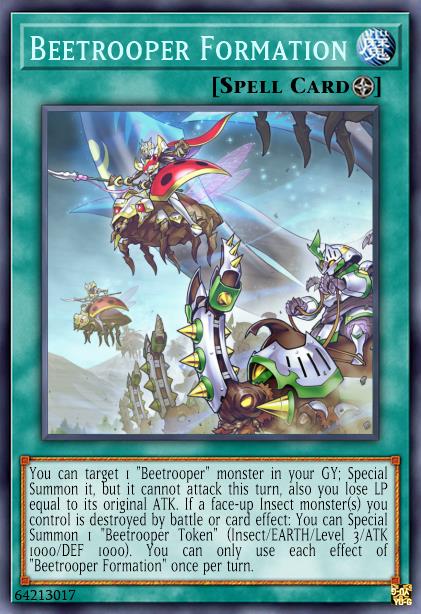 BEETROOPER FORMATION 魔
[SPELL CARD]
You can target 1 "Beetrooper" monster in your GY; Special
Summon it, but it cannot attack this turn, also you lose LP
equal to its original ATK. If a face-up Insect monster(s) you
control is destroyed by battle or card effect: You can Special
Summon 1 "Beetrooper Token" (Insect/EARTH/Level 3/ATK
1000/DEF 1000). You can only use each effect of
"Beetrooper Formation" once per turn.
64213017